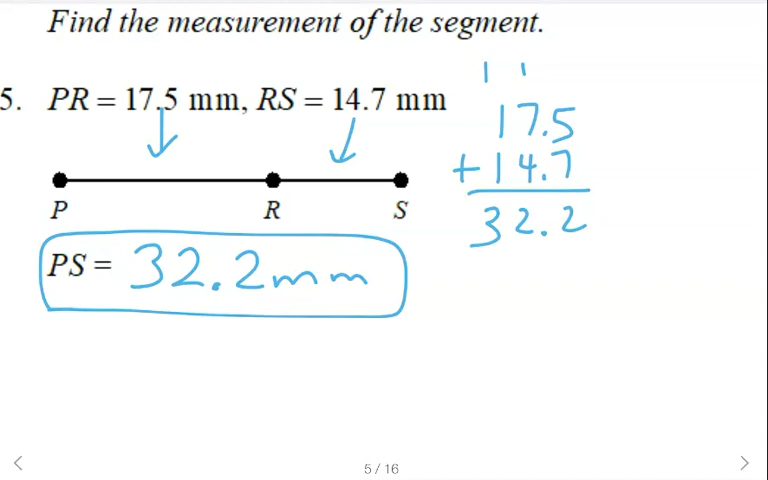 Find the measurement of the segment.
5. PR = 17.5 mm, RS = 14.7 mm
1 1
17.5
+14.7
32.2
P R S
PS = 32.2mm
5 / 16